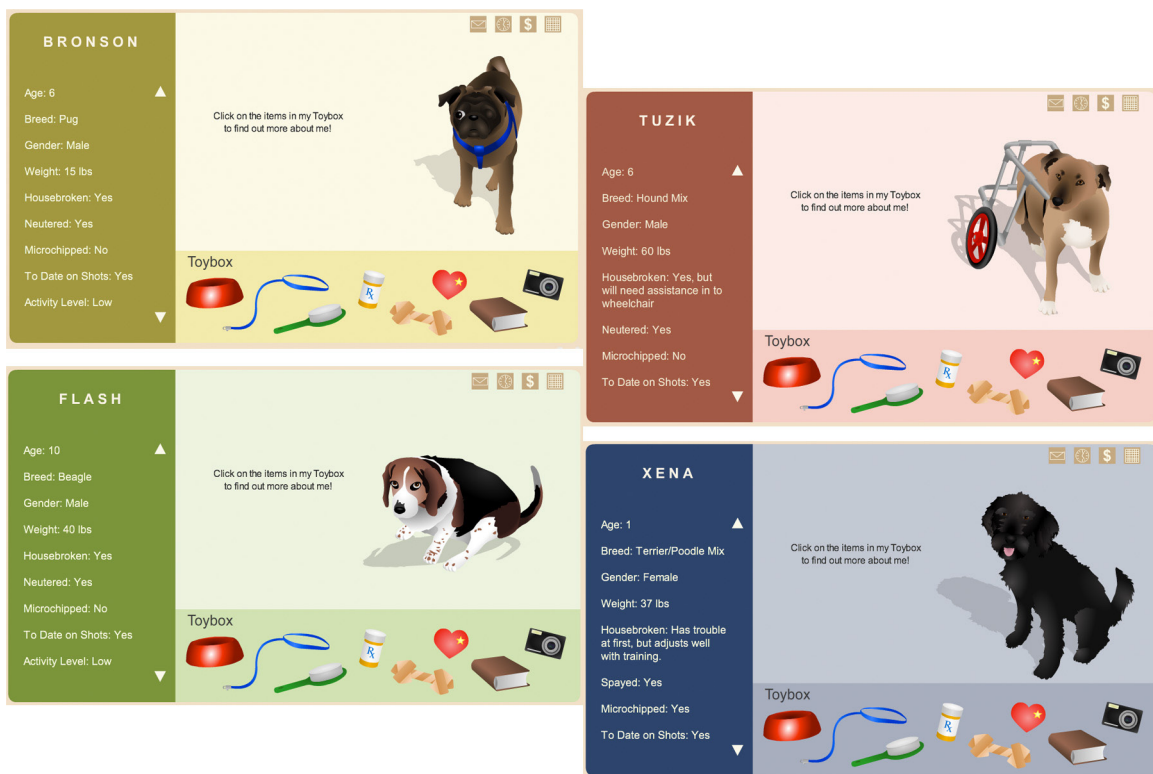 BRONSON
Age: 6
Breed: Pug
Gender: Male
Weight: 15 lbs
Housebroken: Yes
Neutered: Yes
Microchipped: No
To Date on Shots: Yes
Activity Level: Low
$
Click on the items in my Toybox
to find out more about me!
Toybox
Rx
TUZIK
Age: 6
Breed: Hound Mix
Gender: Male
Weight: 60 lbs
Housebroken: Yes, but
will need assistance in to
wheelchair
Neutered: Yes
Microchipped: No
To Date on Shots: Yes
$
Click on the items in my Toybox
to find out more about me!
Toybox
Rx
FLASH
Age: 10
Breed: Beagle
Gender: Male
Weight: 40 lbs
Housebroken: Yes
Neutered: Yes
Microchipped: No
To Date on Shots: Yes
Activity Level: Low
$
Click on the items in my Toybox
to find out more about me!
Toybox
Rx
XENA
Age: 1
Breed: Terrier/Poodle Mix
Gender: Female
Weight: 37 lbs
Housebroken: Has trouble
at first, but adjusts well
with training.
Spayed: Yes
Microchipped: Yes
To Date on Shots: Yes
$
Click on the items in my Toybox
to find out more about me!
Toybox
Rx